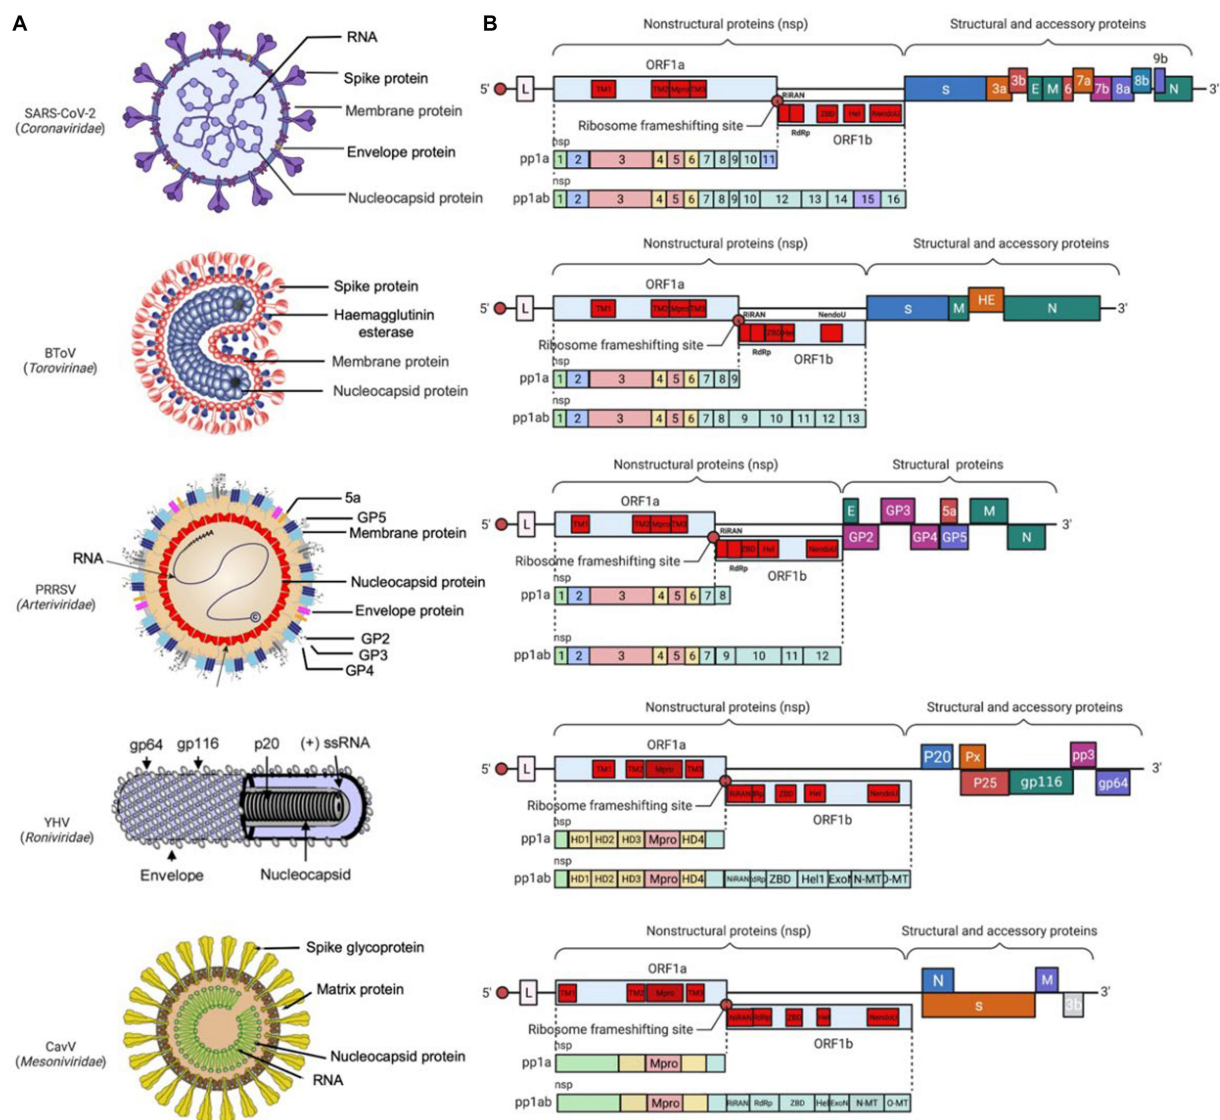 A
RNA
Spike protein
SARS-CoV-2
(Coronaviridae)
Membrane protein
Envelope protein
Nucleocapsid protein
Spike protein
Haemagglutinin
esterase
BToV
(Torovirinae)
Membrane protein
Nucleocapsid protein
5a
GP5
Membrane protein
RNA
PRRSV
(Arteriviridae)
Nucleocapsid protein
Envelope protein
C
GP2
GP3
GP4
gp64 gp116 p20 (+) ssRNA
YHV
(Roniviridae)
Envelope Nucleocapsid
Spike glycoprotein
Matrix protein
CavV
(Mesoniviridae)
Nucleocapsid protein
RNA
B
Nonstructural proteins (nsp) Structural and accessory proteins
ORF1a
9b
5' L TM1 TM2 Mpro TM3 S 3a 3b E M 6 7a 7b 8a 8b N 3'
RiRAN
ZBD Hel NendoU
Ribosome frameshifting site RdRp ORF1b
nsp
pp1a 1 2 3 4 5 6 7 8 9 10 11
nsp
pp1ab 1 2 3 4 5 6 7 8 9 10 12 13 14 15 16
Nonstructural proteins (nsp) Structural and accessory proteins
ORF1a
5' L TM1 TM2 Mpro TM3 S M HE N 3'
RiRAN NendoU
ZBD Hel
Ribosome frameshifting site RdRp ORF1b
nsp
pp1a 1 2 3 4 5 6 7 8 9
nsp
pp1ab 1 2 3 4 5 6 7 8 9 10 11 12 13
Nonstructural proteins (nsp) Structural proteins
ORF1a
5' L TM1 TM2 Mpro TM3 E GP2 GP3 GP4 5a GP5 M N 3'
RiRAN
ZBD Hel NendoU
Ribosome frameshifting site RdRp ORF1b
nsp
pp1a 1 2 3 4 5 6 7 8
nsp
pp1ab 1 2 3 4 5 6 7 9 10 11 12
Nonstructural proteins (nsp) Structural and accessory proteins
ORF1a
5' L TM1 TM2 Mpro TM3 P20 Px P25 gp116 pp3 gp64 3'
RiRAN ZBD Hel NendoU
Ribosome frameshifting site ORF1b
nsp
pp1a HD1 HD2 HD3 Mpro HD4
nsp
pp1ab HD1 HD2 HD3 Mpro HD4 NiRAN ZBD Hel1 N-MT
Nonstructural proteins (nsp) Structural and accessory proteins
ORF1a
5' L TM1 TM2 Mpro TM3 N S M 3b 3'
NiRAN RdRp ZBD Hel NendoU
Ribosome frameshifting site ORF1b
nsp
pp1a Mpro
nsp
pp1ab Mpro RiRAN RdRp ZBD Hel ExoN N-MT O-MT